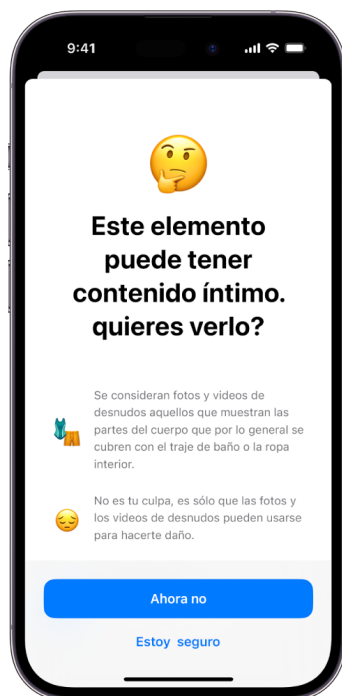 9:41
Este elemento
puede tener
contenido íntimo.
quieres verlo?
Se consideran fotos y videos de
desnudos aquellos que muestran las
partes del cuerpo que por lo general se
cubren con el traje de baño o la ropa
interior.
No es tu culpa, es sólo que las fotos y
los videos de desnudos pueden usarse
para hacerte daño.
Ahora no
Estoy seguro